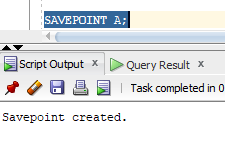 SAVEPOINT A;
Script Output x Query Result x
Task completed in 0
Savepoint created.